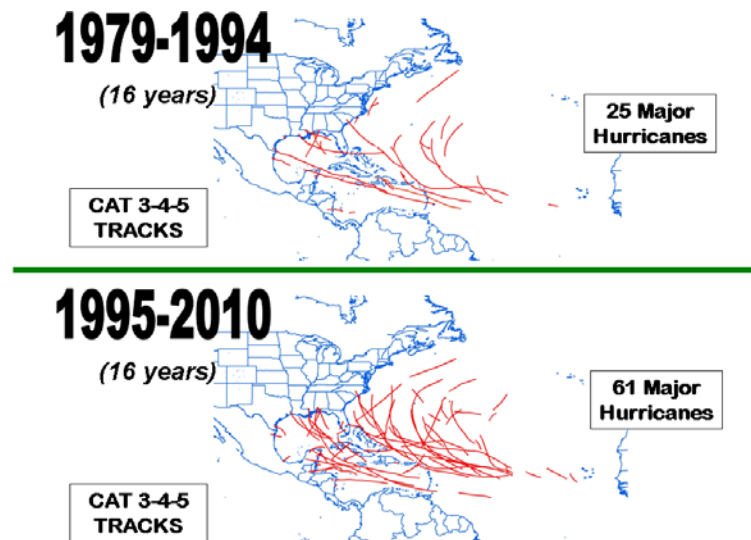 1979-1994
(16 years)
25 Major
Hurricanes
CAT 3-4-5
TRACKS
1995-2010
(16 years)
61 Major
Hurricanes
CAT 3-4-5
TRACKS